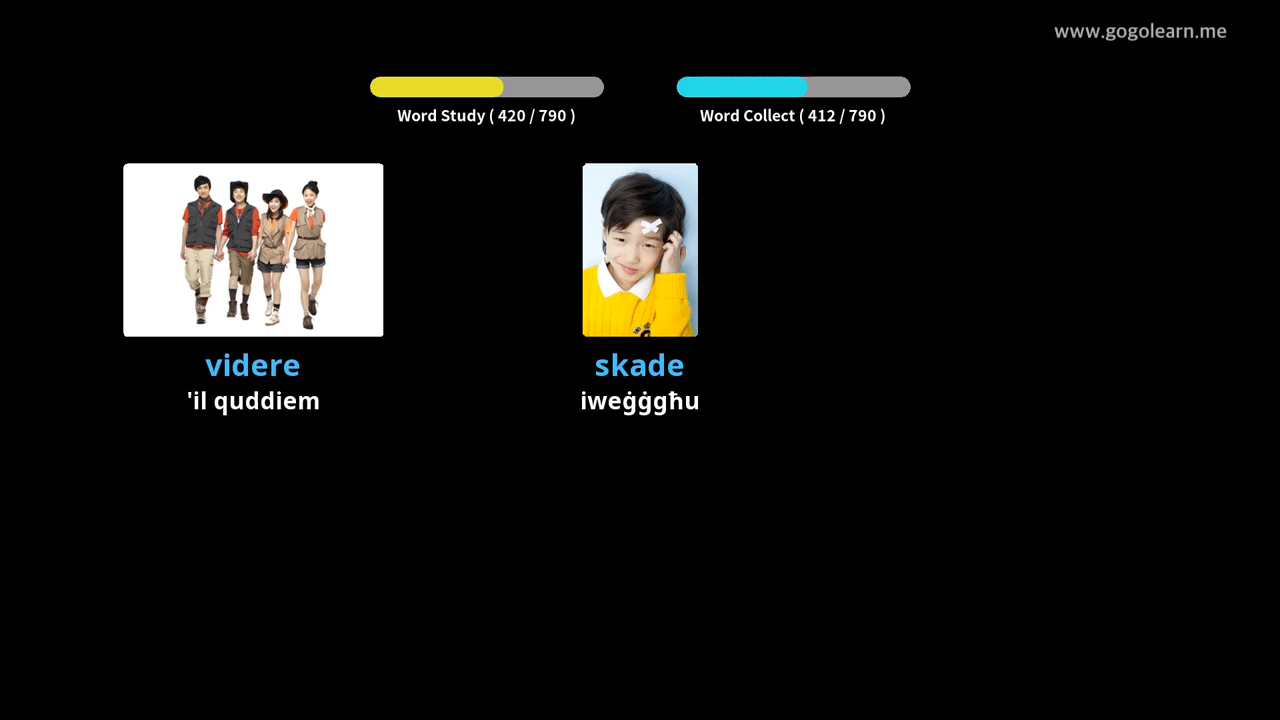 www.gogolearn.me
Word Study ( 420 / 790 )
Word Collect ( 412 / 790 )
videre
'il quddiem
skade
iweġġgħu